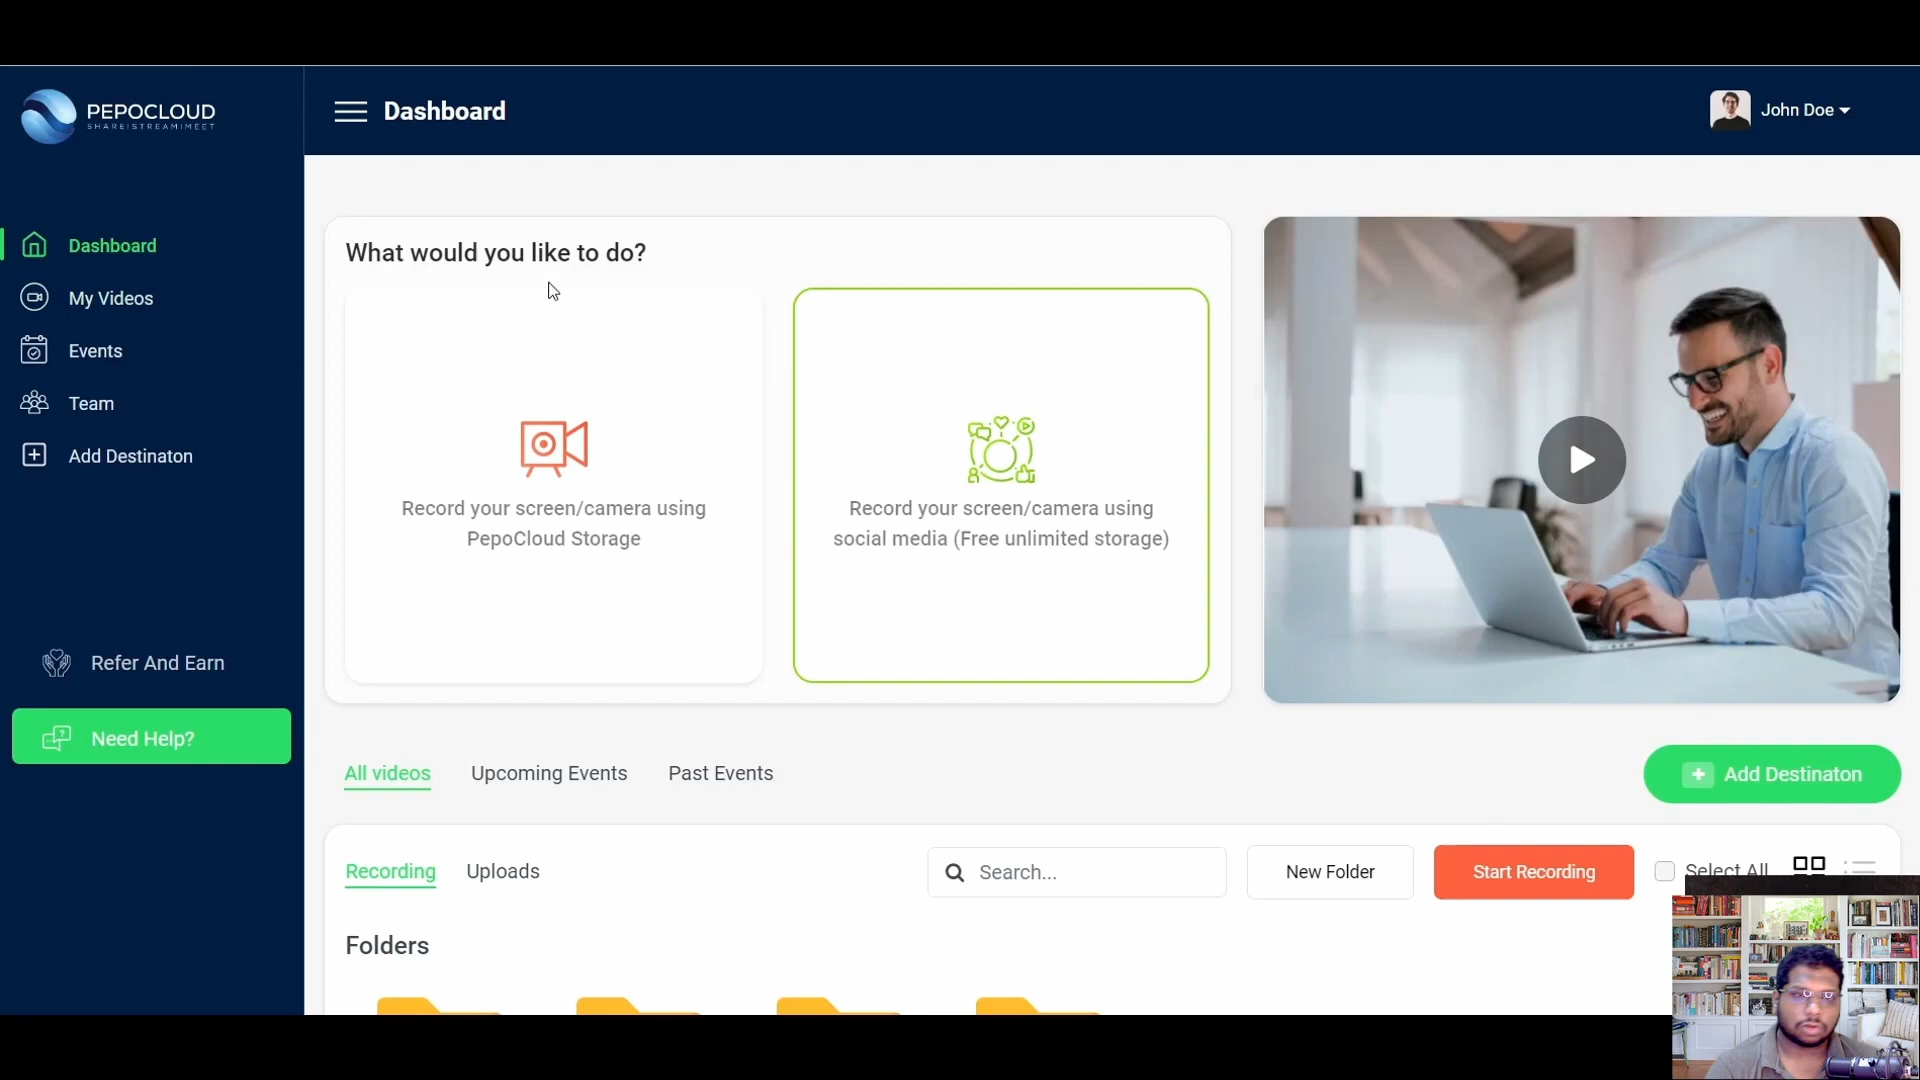 PEPOCLOUD
SHARE|STREAM|MEET
Dashboard
John Doe
Dashboard
My Videos
Events
Team
Add Destinaton
Refer And Earn
Need Help?
What would you like to do?
Record your screen/camera using
PepoCloud Storage
Record your screen/camera using
social media (Free unlimited storage)
All videos
Upcoming Events
Past Events
Add Destinaton
Recording
Uploads
Search...
New Folder
Start Recording
Select All
Folders